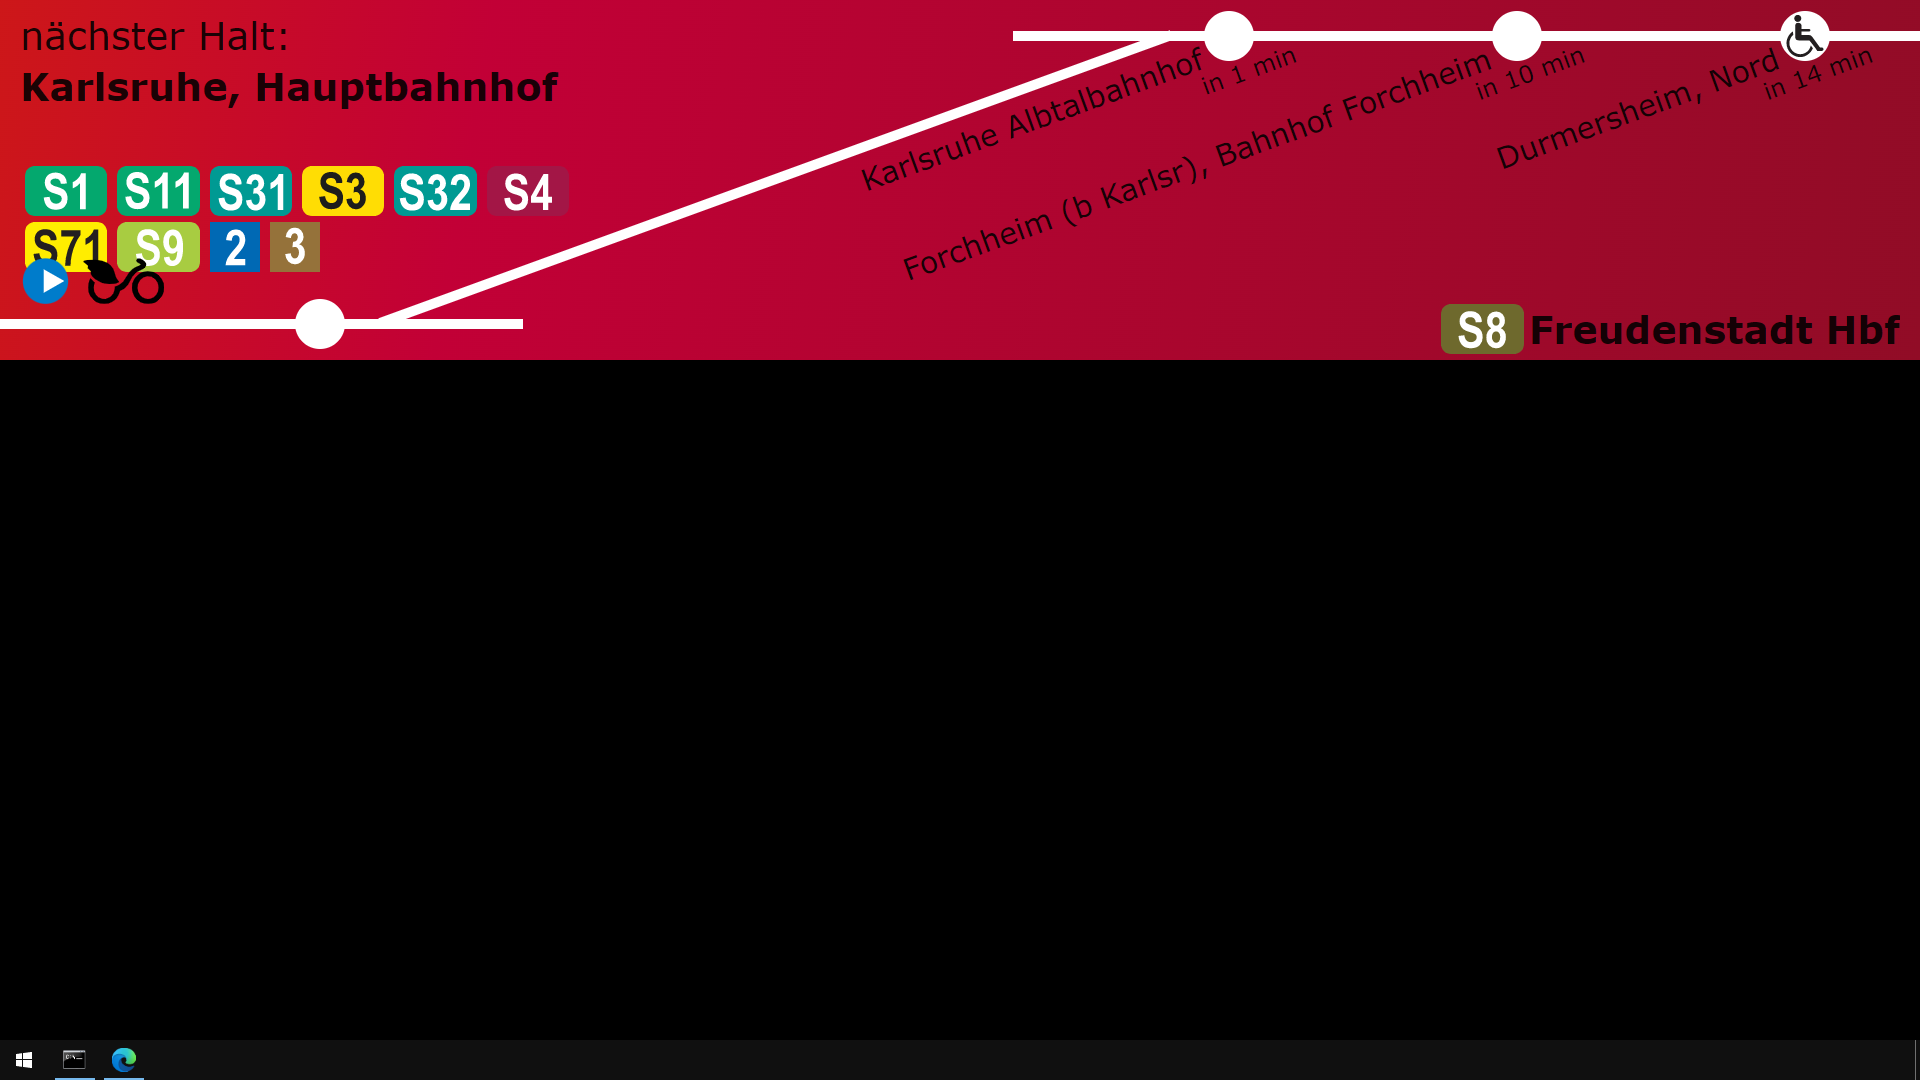 nächster Halt:
Karlsruhe, Hauptbahnhof
S1 S11 S31 S3 S32 S4
S71 S9 2 3
Karlsruhe Albtalbahnhof
in 1 min
Forchheim (b Karlsr), Bahnhof Forchheim
in 10 min
Durmersheim, Nord
in 14 min
S8 Freudenstadt Hbf